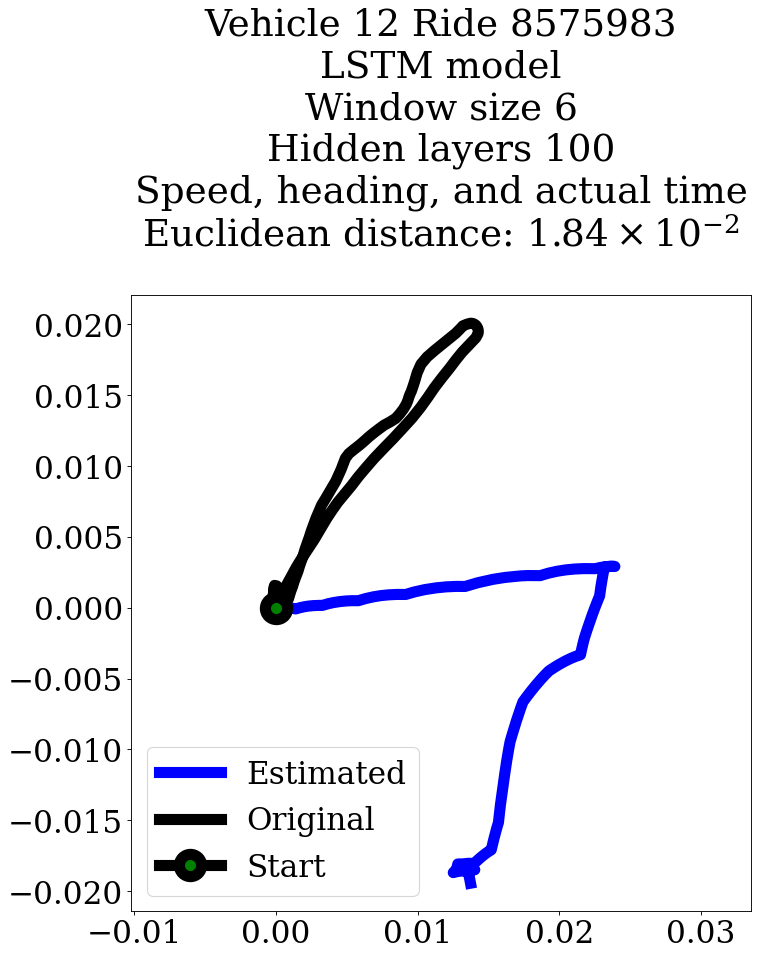 Vehicle 12 Ride 8575983
LSTM model
Window size 6
Hidden layers 100
Speed, heading, and actual time
Euclidean distance: 1.84 × 10⁻²
0.020
0.015
0.010
0.005
0.000
−0.005
−0.010
−0.015
−0.020
Estimated
Original
Start
−0.01 0.00 0.01 0.02 0.03